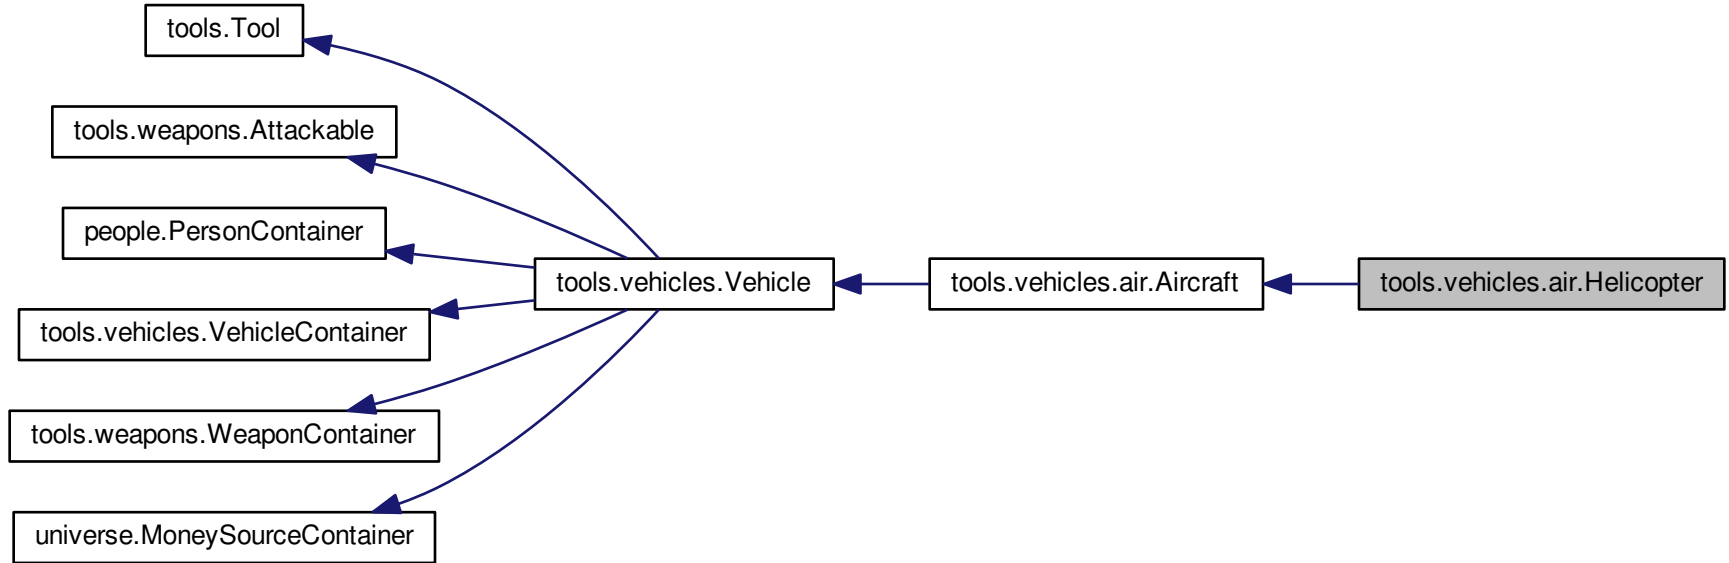 tools.Tool
tools.weapons.Attackable
people.PersonContainer
tools.vehicles.VehicleContainer
tools.weapons.WeaponContainer
universe.MoneySourceContainer
tools.vehicles.Vehicle
tools.vehicles.air.Aircraft
tools.vehicles.air.Helicopter